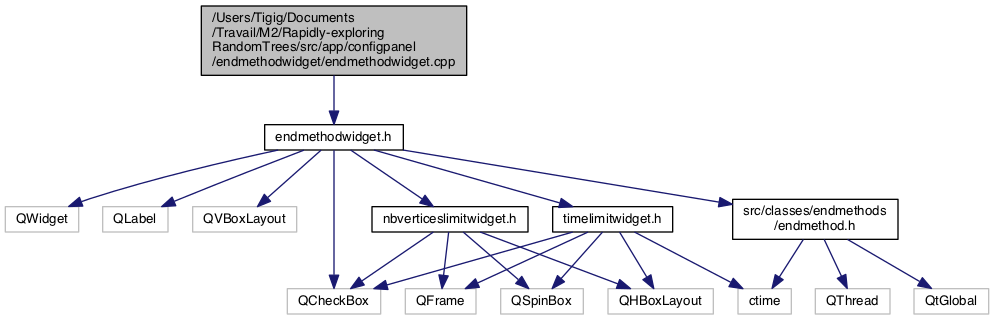 /Users/Tigig/Documents
/Travail/M2/Rapidly-exploring
RandomTrees/src/app/configpanel
/endmethodwidget/endmethodwidget.cpp
endmethodwidget.h
QWidget
QLabel
QVBoxLayout
nbverticeslimitwidget.h
timelimitwidget.h
src/classes/endmethods
/endmethod.h
QCheckBox
QFrame
QSpinBox
QHBoxLayout
ctime
QThread
QtGlobal